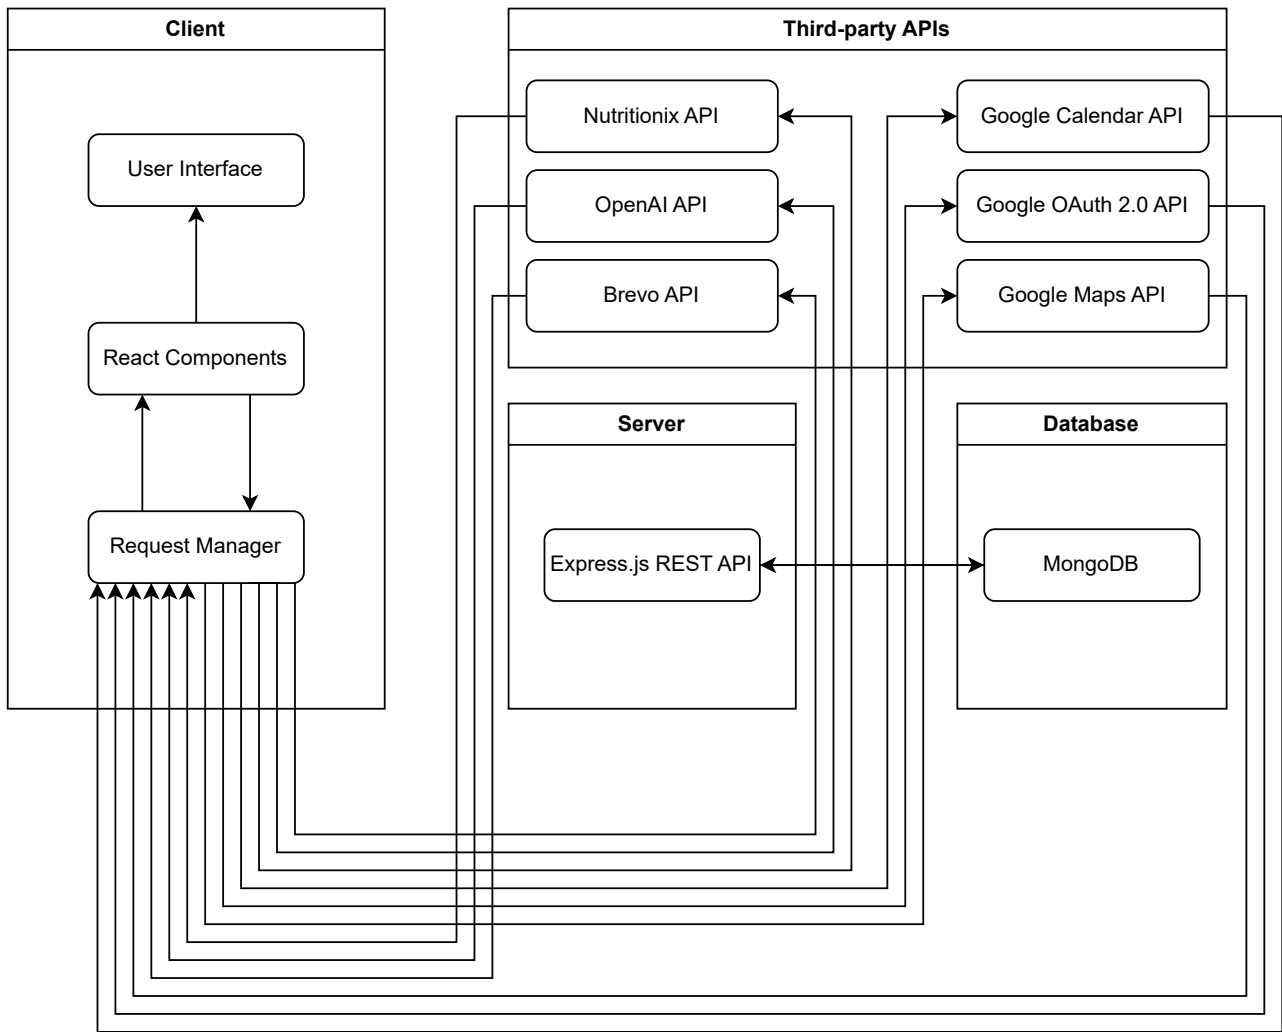 Client
User Interface
React Components
Request Manager
Third-party APIs
Nutritionix API
Google Calendar API
OpenAI API
Google OAuth 2.0 API
Brevo API
Google Maps API
Server
Express.js REST API
Database
MongoDB